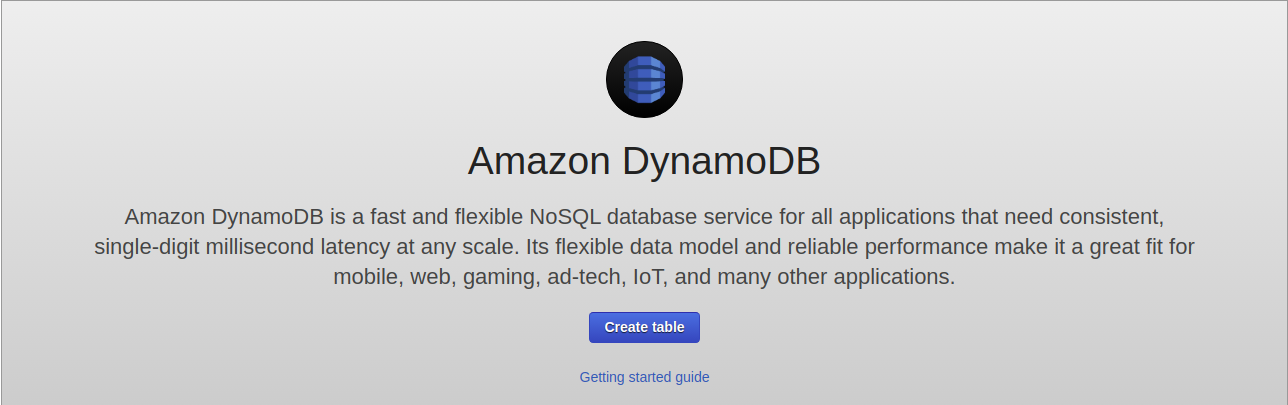 Amazon DynamoDB
Amazon DynamoDB is a fast and flexible NoSQL database service for all applications that need consistent,
single-digit millisecond latency at any scale. Its flexible data model and reliable performance make it a great fit for
mobile, web, gaming, ad-tech, IoT, and many other applications.
Create table
Getting started guide